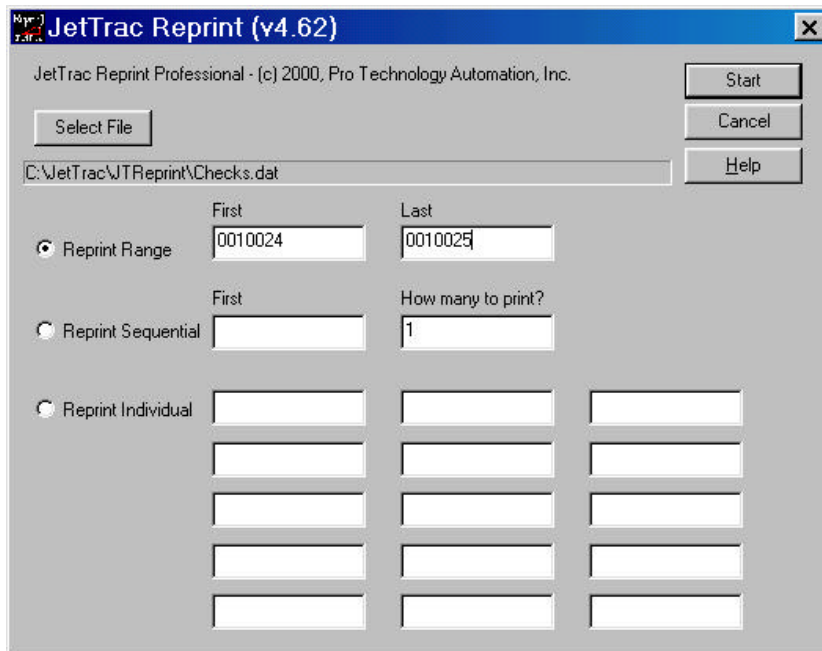 JetTrac Reprint (v4.62)
JetTrac Reprint Professional - (c) 2000, Pro Technology Automation, Inc.
Start
Select File
Cancel
C:\JetTrac\JTReprint\Checks.dat
Help
First Last
Reprint Range 0010024 0010025
First How many to print?
Reprint Sequential 1
Reprint Individual